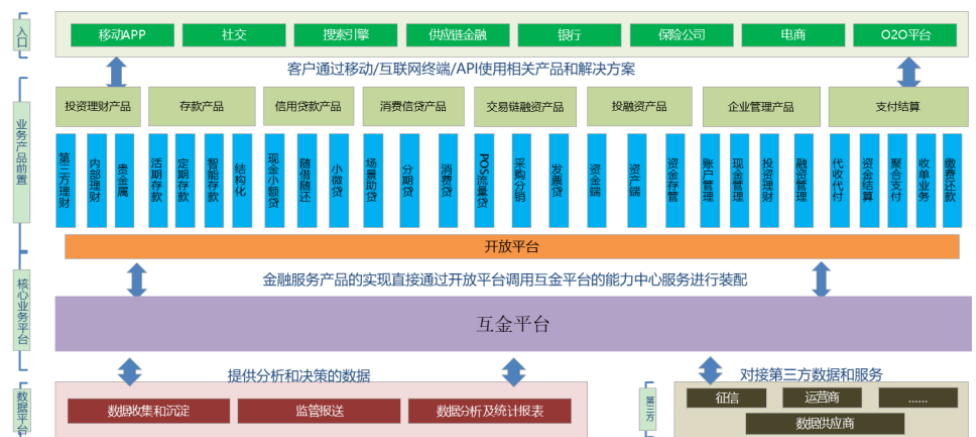 入口
移动APP
社交
搜索引擎
供应链金融
银行
保险公司
电商
O2O平台
客户通过移动/互联网终端/API使用相关产品和解决方案
业务产品前置
投资理财产品
存款产品
信用贷款产品
消费信贷产品
交易链融资产品
投融资产品
企业管理产品
支付结算
第三方理财
内部理财
贵金属
活期存款
定期存款
智能存款
结构化
现金小额贷
随借随还
小微贷
场景助贷
分期贷
消费贷
POS流量贷
采购分销
发票贷
资金端
资产端
资金存管
账户管理
现金管理
投资理财
融资管理
代收代付
资金结算
聚合支付
收单业务
缴费还款
开放平台
金融服务产品的实现直接通过开放平台调用互金平台的能力中心服务进行装配
核心业务平台
互金平台
提供分析和决策的数据
对接第三方数据和服务
数据平台
数据收集和沉淀
监管报送
数据分析及统计报表
第三方
征信
运营商
......
数据供应商